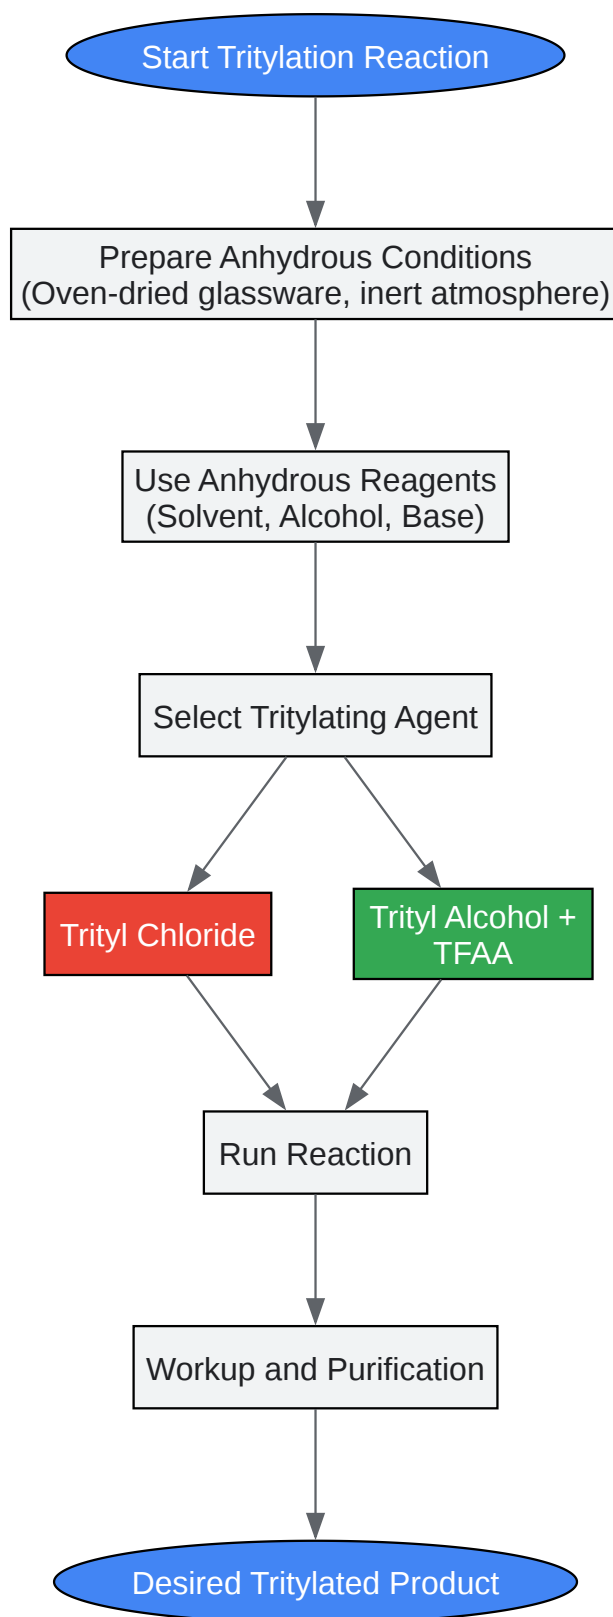 Start Tritylation Reaction
Prepare Anhydrous Conditions
(Oven-dried glassware, inert atmosphere)
Use Anhydrous Reagents
(Solvent, Alcohol, Base)
Select Tritylating Agent
Trityl Chloride
Trityl Alcohol +
TFAA
Run Reaction
Workup and Purification
Desired Tritylated Product